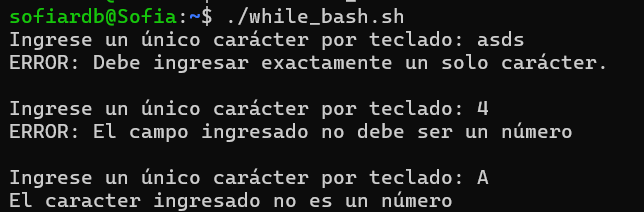 sofiardb@Sofia:~$ ./while_bash.sh
Ingrese un único carácter por teclado: asds
ERROR: Debe ingresar exactamente un solo carácter.
Ingrese un único carácter por teclado: 4
ERROR: El campo ingresado no debe ser un número
Ingrese un único carácter por teclado: A
El caracter ingresado no es un número